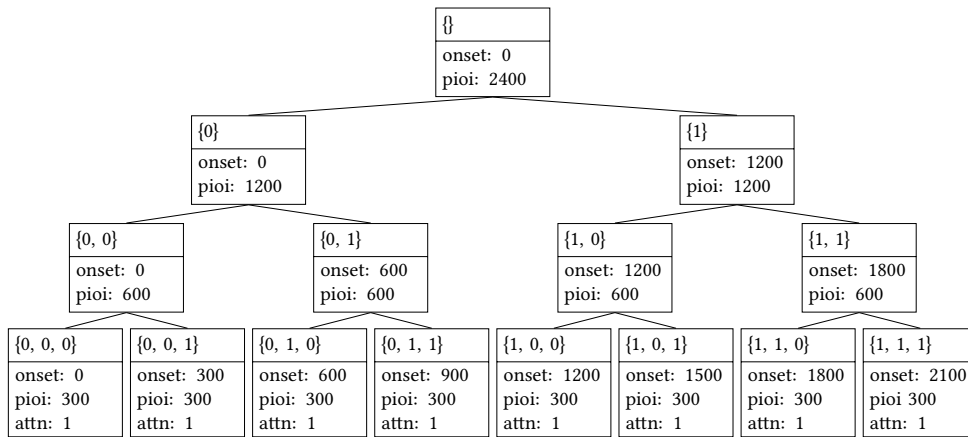 {}
onset: 0
pioi: 2400
{0}
onset: 0
pioi: 1200
{1}
onset: 1200
pioi: 1200
{0, 0}
onset: 0
pioi: 600
{0, 1}
onset: 600
pioi: 600
{1, 0}
onset: 1200
pioi: 600
{1, 1}
onset: 1800
pioi: 600
{0, 0, 0}
onset: 0
pioi: 300
attn: 1
{0, 0, 1}
onset: 300
pioi: 300
attn: 1
{0, 1, 0}
onset: 600
pioi: 300
attn: 1
{0, 1, 1}
onset: 900
pioi: 300
attn: 1
{1, 0, 0}
onset: 1200
pioi: 300
attn: 1
{1, 0, 1}
onset: 1500
pioi: 300
attn: 1
{1, 1, 0}
onset: 1800
pioi: 300
attn: 1
{1, 1, 1}
onset: 2100
pioi 300
attn: 1